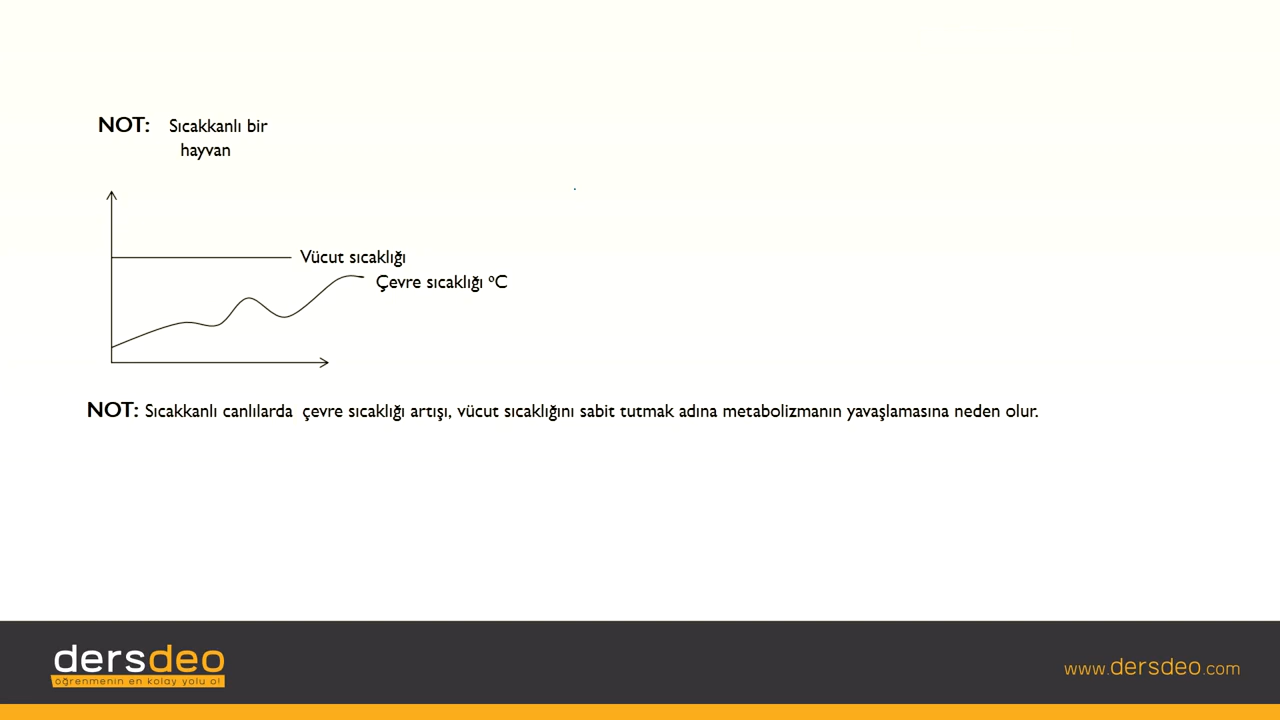 NOT: Sıcakkanlı bir
hayvan
Vücut sıcaklığı
Çevre sıcaklığı ºC
NOT: Sıcakkanlı canlılarda çevre sıcaklığı artışı, vücut sıcaklığını sabit tutmak adına metabolizmanın yavaşlamasına neden olur.
dersdeo
öğrenmenin en kolay yolu o!
www.dersdeo.com